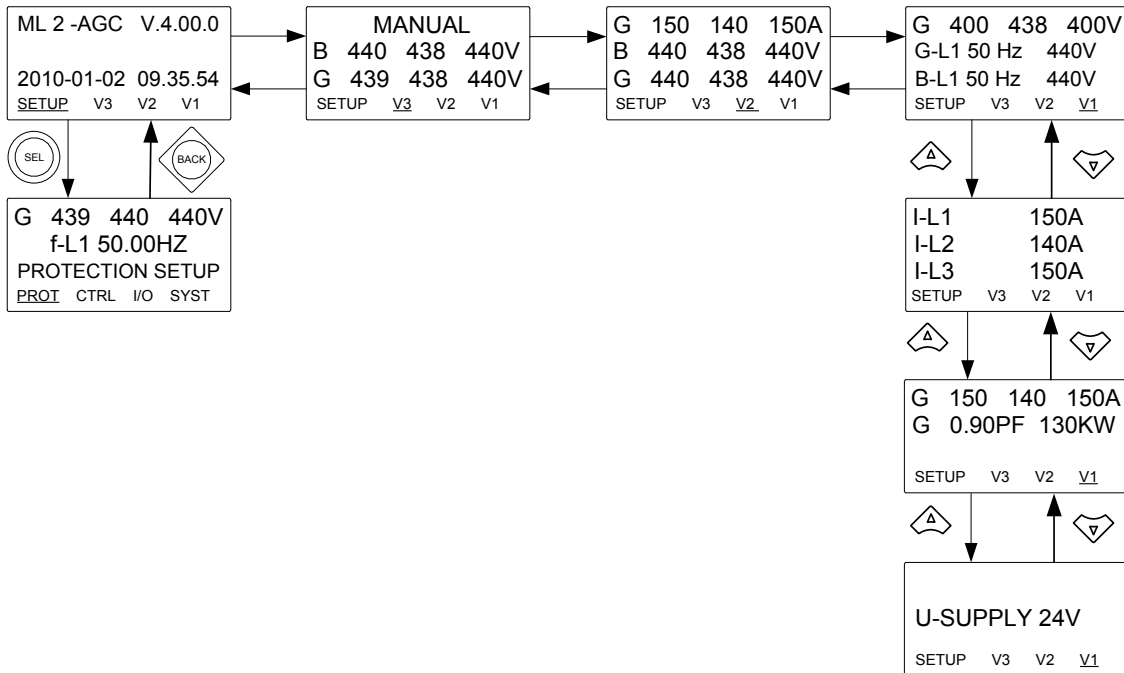 ML 2 -AGC V.4.00.0
2010-01-02 09.35.54
SETUP V3 V2 V1
MANUAL
B 440 438 440V
G 439 438 440V
SETUP V3 V2 V1
G 150 140 150A
B 440 438 440V
G 440 438 440V
SETUP V3 V2 V1
G 400 438 400V
G-L1 50 Hz 440V
B-L1 50 Hz 440V
SETUP V3 V2 V1
SEL
BACK
G 439 440 440V
f-L1 50.00HZ
PROTECTION SETUP
PROT CTRL I/O SYST
I-L1 150A
I-L2 140A
I-L3 150A
SETUP V3 V2 V1
G 150 140 150A
G 0.90PF 130KW
SETUP V3 V2 V1
U-SUPPLY 24V
SETUP V3 V2 V1